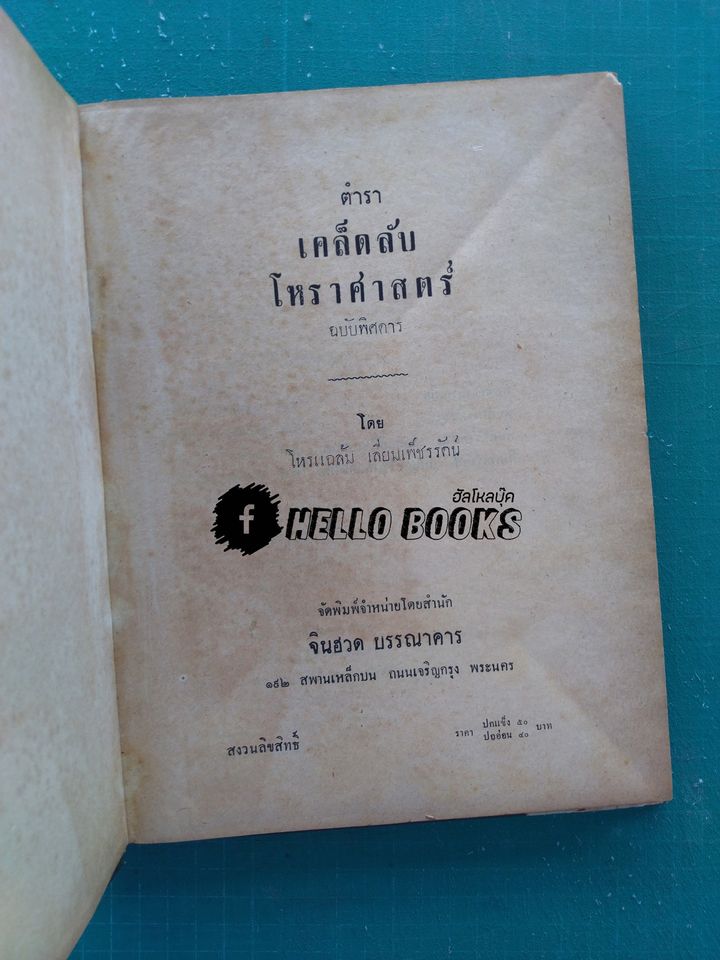 ตำรา
เคล็ดลับ
โหราศาสตร์
ฉบับพิศดาร
โดย
โหรแฉล้ม เลี่ยมเพ็ชรรัตน์
ฮัลโหลบุ๊ค
f HELLO BOOKS
จัดพิมพ์จำหน่ายโดยสำนัก
จินฮวด บรรณาคาร
๑๙๒ สพานเหล็กบน ถนนเจริญกรุง พระนคร
สงวนลิขสิทธิ์
ราคา ปกแข็ง ๕๐ บาท
ปกอ่อน ๔๐